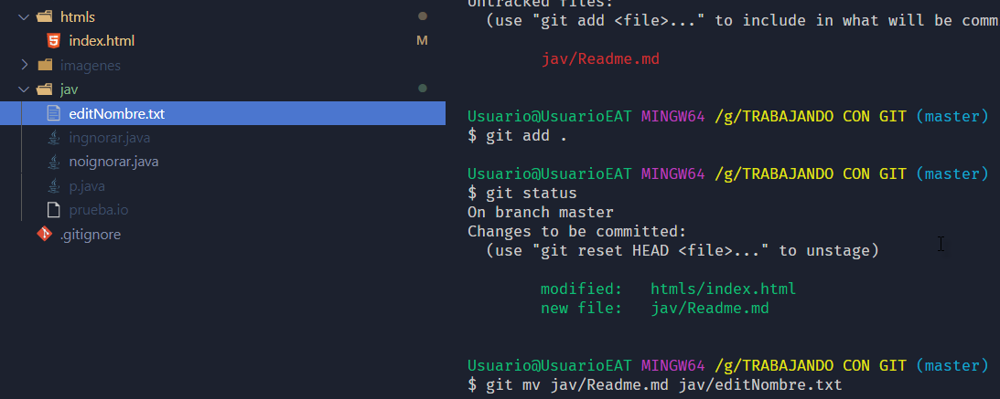 htmls
index.html M
imagenes
jav
editNombre.txt
ingnorar.java
noignorar.java
p.java
prueba.io
.gitignore
Untracked files:
(use "git add <file>..." to include in what will be comm
jav/Readme.md
Usuario@UsuarioEAT MINGW64 /g/TRABAJANDO CON GIT (master)
$ git add .
Usuario@UsuarioEAT MINGW64 /g/TRABAJANDO CON GIT (master)
$ git status
On branch master
Changes to be committed:
(use "git reset HEAD <file>..." to unstage)
modified: htmls/index.html
new file: jav/Readme.md
Usuario@UsuarioEAT MINGW64 /g/TRABAJANDO CON GIT (master)
$ git mv jav/Readme.md jav/editNombre.txt